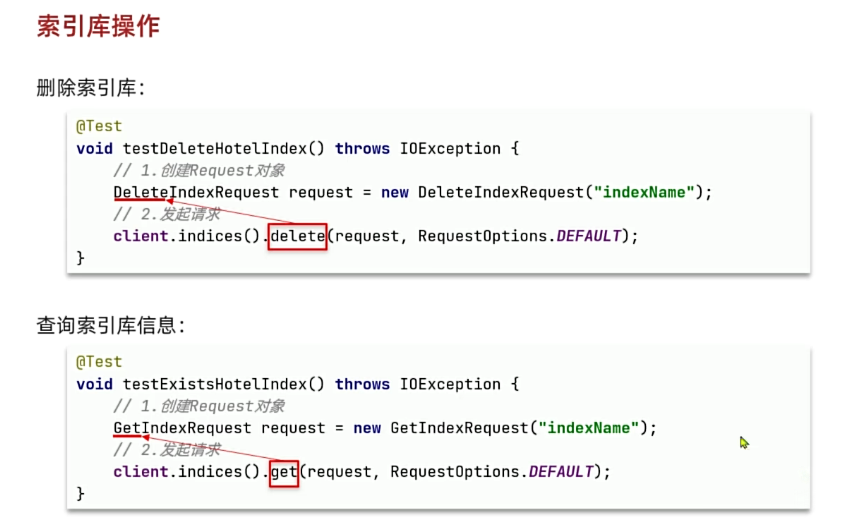 索引库操作
删除索引库：
@Test
void testDeleteHotelIndex() throws IOException {
// 1.创建Request对象
DeleteIndexRequest request = new DeleteIndexRequest("indexName");
// 2.发起请求
client.indices().delete(request, RequestOptions.DEFAULT);
}
查询索引库信息：
@Test
void testExistsHotelIndex() throws IOException {
// 1.创建Request对象
GetIndexRequest request = new GetIndexRequest("indexName");
// 2.发起请求
client.indices().get(request, RequestOptions.DEFAULT);
}